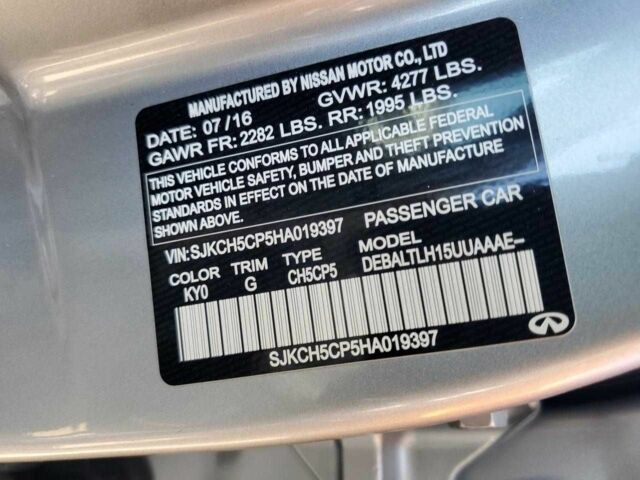 MANUFACTURED BY NISSAN MOTOR CO., LTD
DATE: 07/16 GVWR: 4277 LBS.
GAWR FR: 2282 LBS. RR: 1995 LBS.
THIS VEHICLE CONFORMS TO ALL APPLICABLE FEDERAL
MOTOR VEHICLE SAFETY, BUMPER AND THEFT PREVENTION
STANDARDS IN EFFECT ON THE DATE OF MANUFACTURE
SHOWN ABOVE.
VIN: SJKCH5CP5HA019397 PASSENGER CAR
COLOR TRIM TYPE MODEL
KY0 G CH5CP5 DEBALTLH15UUAAAE-
SJKCH5CP5HA019397